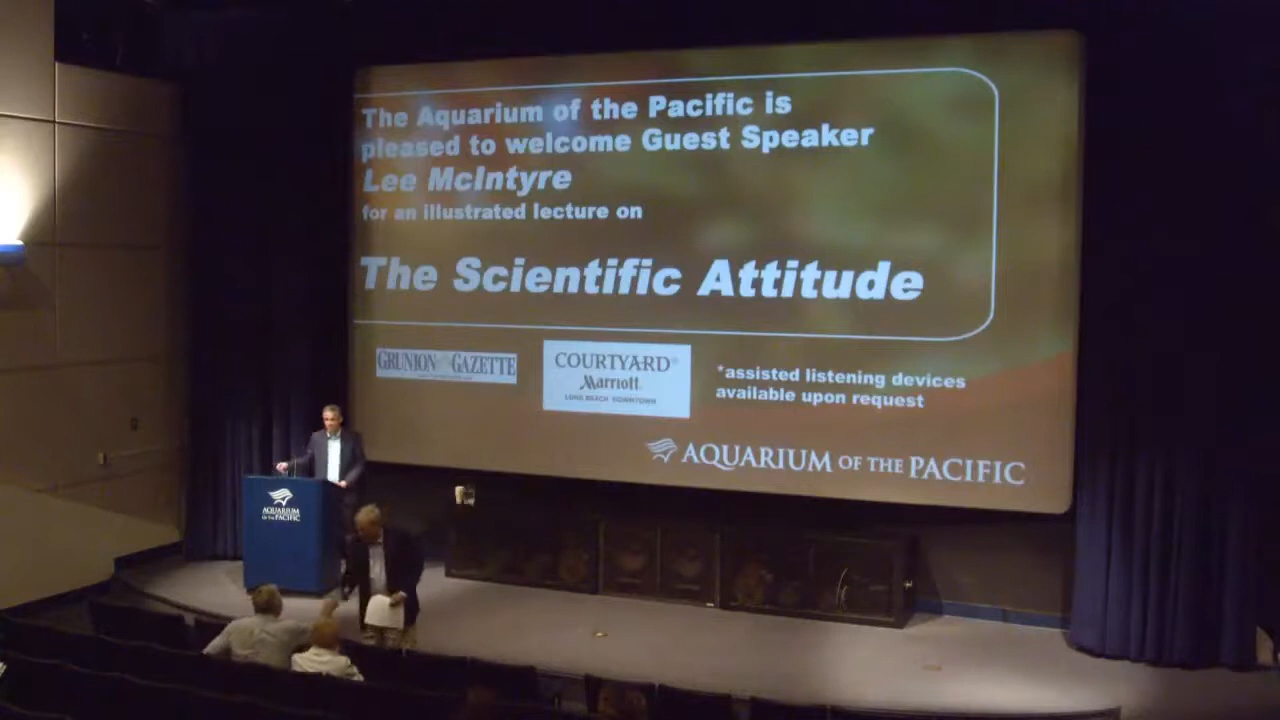 The Aquarium of the Pacific is
pleased to welcome Guest Speaker
Lee McIntyre
for an illustrated lecture on
The Scientific Attitude
GRUNION GAZETTE
COURTYARD®
Marriott
LONG BEACH DOWNTOWN
*assisted listening devices
available upon request
AQUARIUM OF THE PACIFIC
AQUARIUM
OF THE PACIFIC